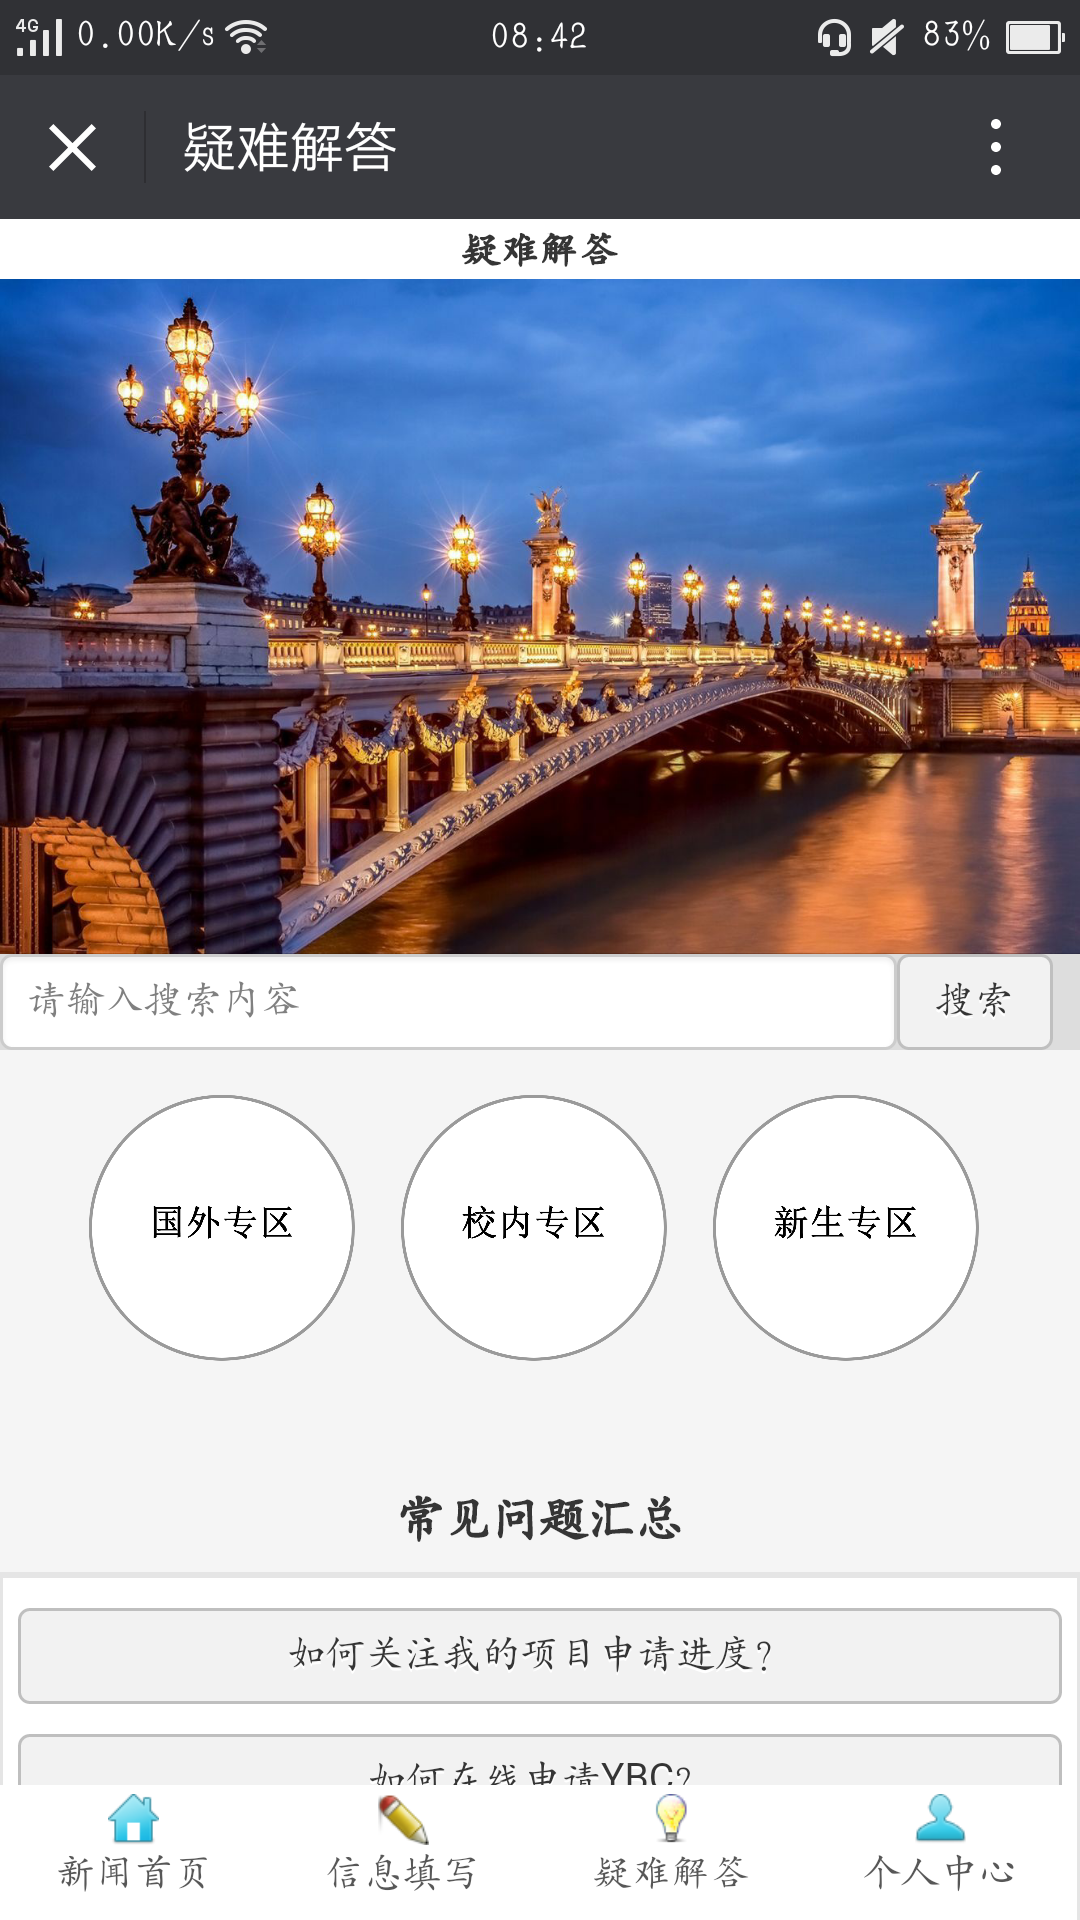 4G 0.00K/s 08:42 83%
疑难解答
疑难解答
请输入搜索内容 搜索
国外专区 校内专区 新生专区
常见问题汇总
如何关注我的项目申请进度?
如何在线申请YBC?
新闻首页 信息填写 疑难解答 个人中心